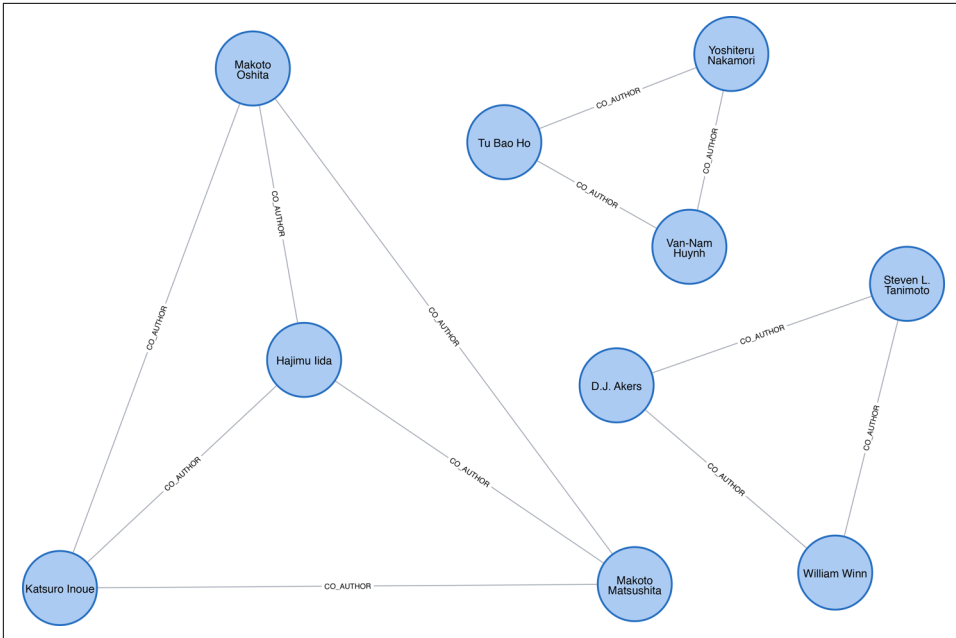 Makoto
Oshita
Yoshiteru
Nakamori
CO_AUTHOR
Tu Bao Ho
CO_AUTHOR
CO_AUTHOR
CO_AUTHOR
Van-Nam
Huynh
Steven L.
Tanimoto
CO_AUTHOR
CO_AUTHOR
CO_AUTHOR
Hajimu Iida
D.J. Akers
CO_AUTHOR
CO_AUTHOR
CO_AUTHOR
CO_AUTHOR
William Winn
Katsuro Inoue
CO_AUTHOR
Makoto
Matsushita